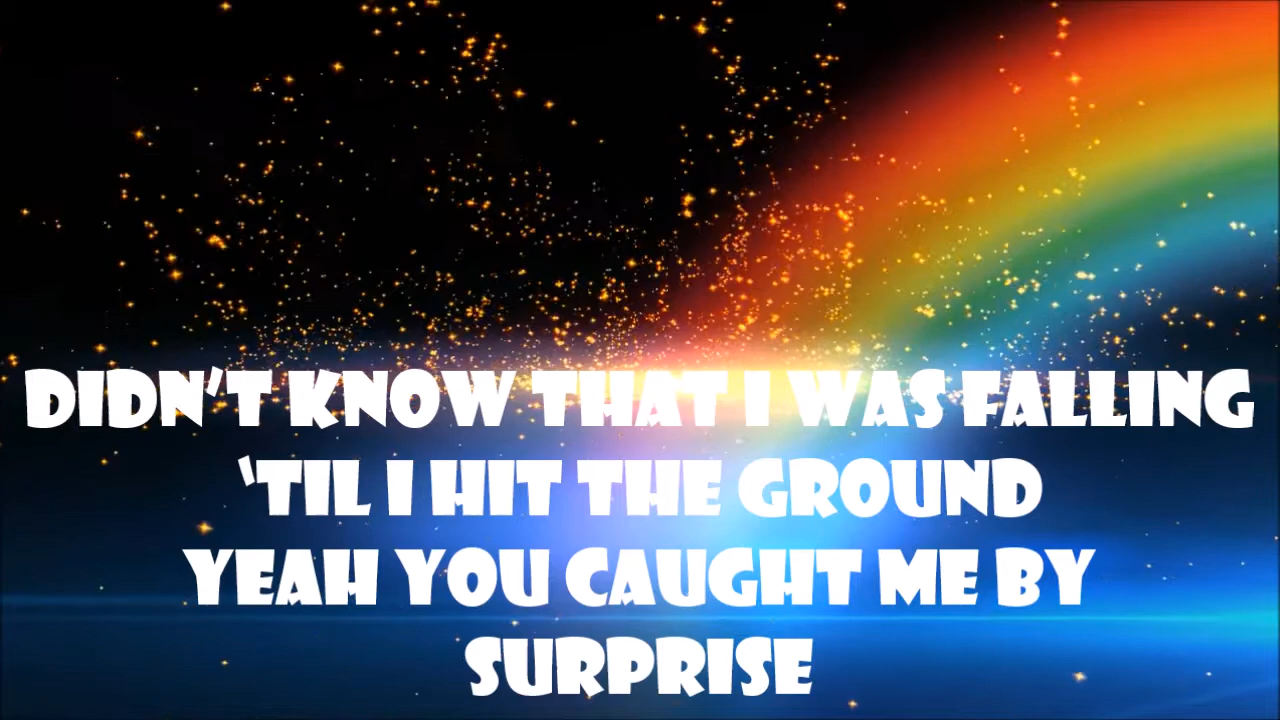 DIDN'T KNOW THAT I WAS FALLING
'TIL I HIT THE GROUND
YEAH YOU CAUGHT ME BY
SURPRISE